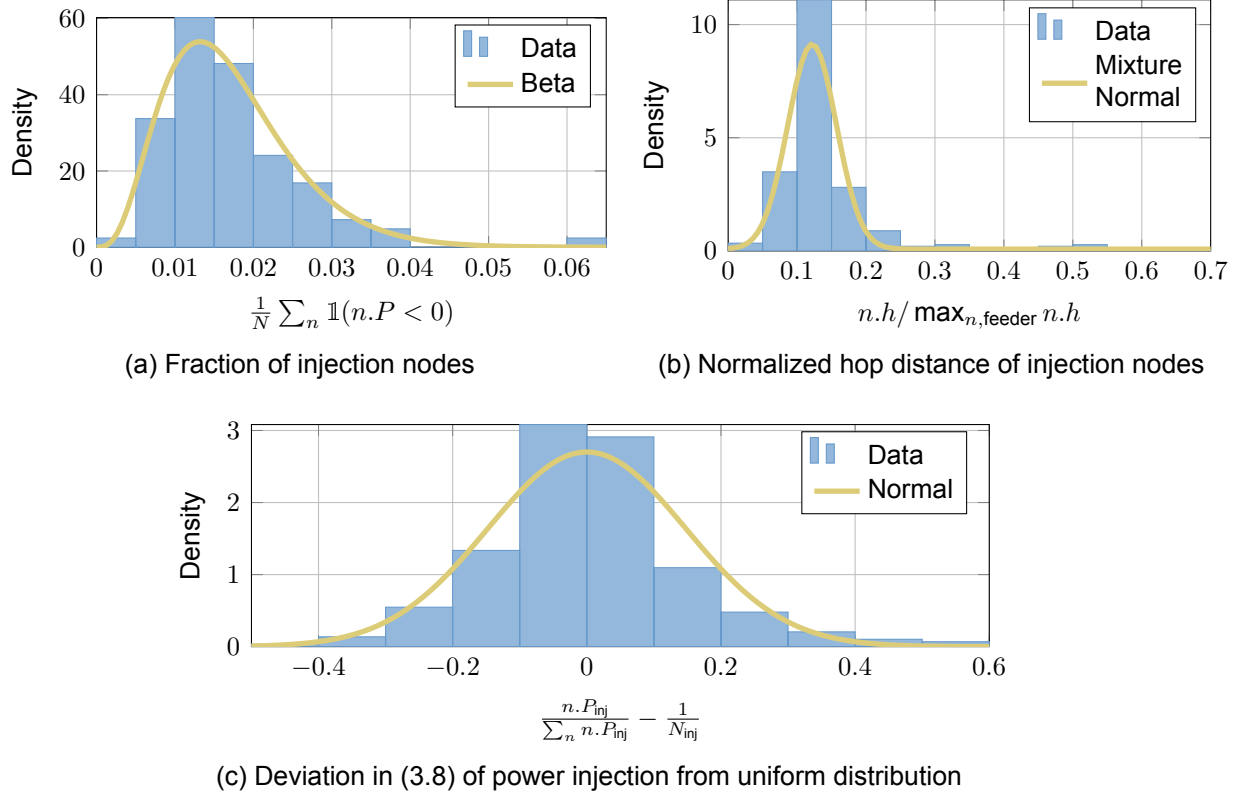 60
40
20
0
Density
Data
Beta
0 0.01 0.02 0.03 0.04 0.05 0.06
1/N ∑n 𝟙(n.P < 0)
(a) Fraction of injection nodes
10
5
0
Density
Data
Mixture
Normal
0 0.1 0.2 0.3 0.4 0.5 0.6 0.7
n.h/ max_{n,feeder} n.h
(b) Normalized hop distance of injection nodes
3
2
1
0
Density
Data
Normal
−0.4 −0.2 0 0.2 0.4 0.6
n.P_inj / ∑n n.P_inj − 1/N_inj
(c) Deviation in (3.8) of power injection from uniform distribution